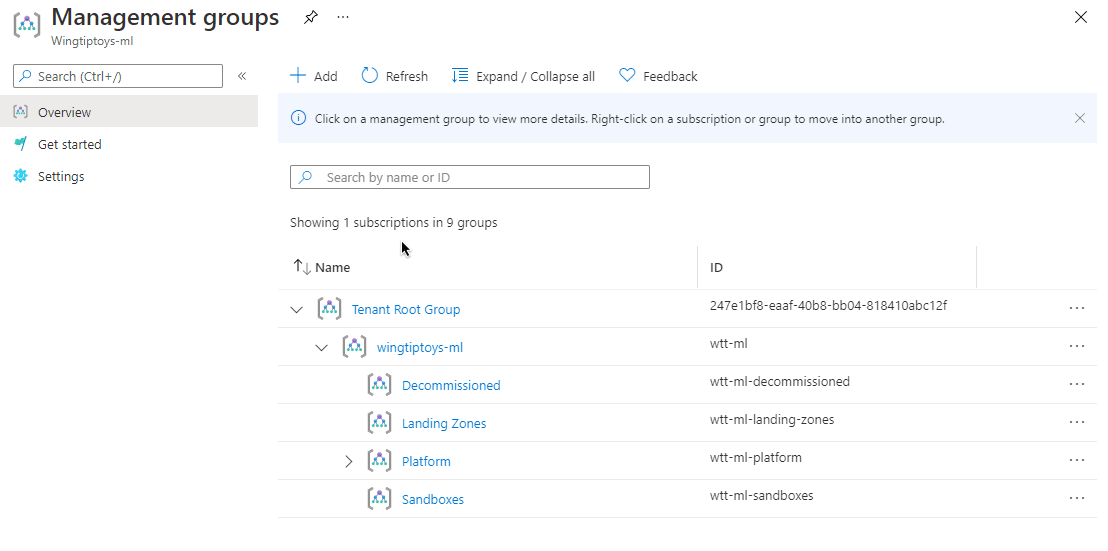 Management groups
Wingtiptoys-ml
Search (Ctrl+/)
Overview
Get started
Settings
Add Refresh Expand / Collapse all Feedback
Click on a management group to view more details. Right-click on a subscription or group to move into another group.
Search by name or ID
Showing 1 subscriptions in 9 groups
Name ID
Tenant Root Group 247e1bf8-eaaf-40b8-bb04-818410abc12f
wingtiptoys-ml wtt-ml
Decommissioned wtt-ml-decommissioned
Landing Zones wtt-ml-landing-zones
Platform wtt-ml-platform
Sandboxes wtt-ml-sandboxes